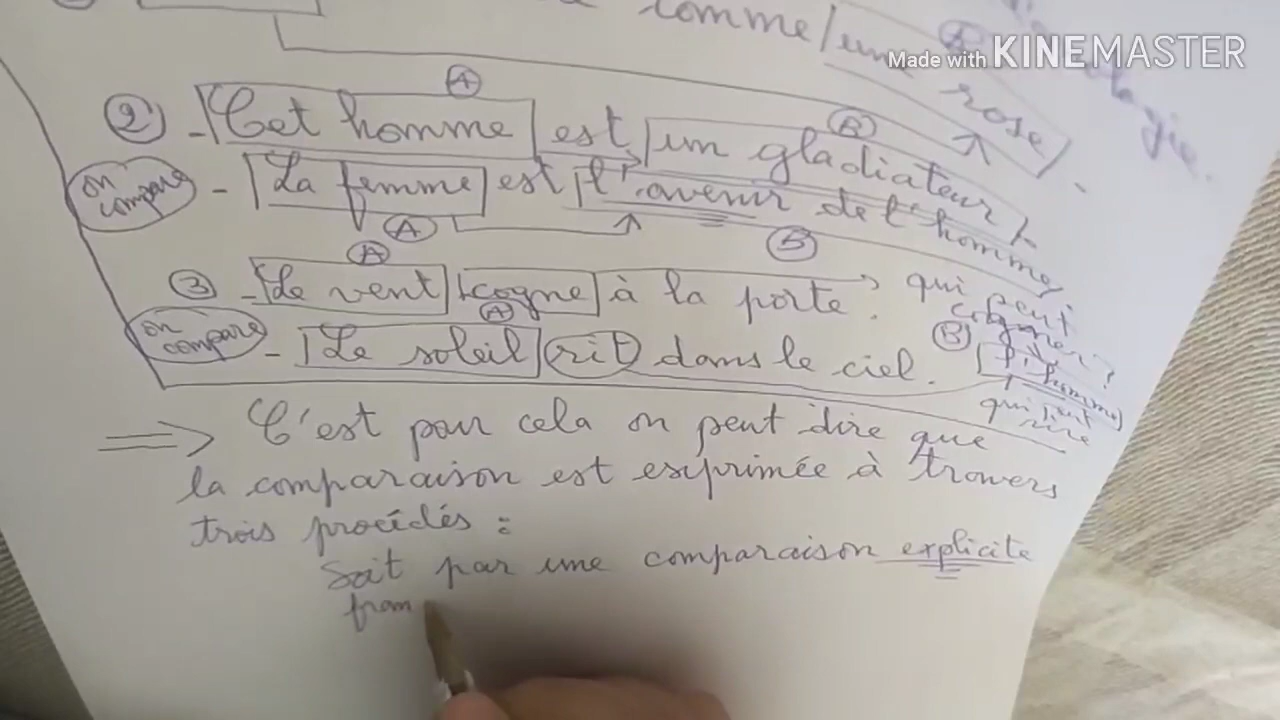 comme une rose
Made with KINEMASTER
A
2 - Cet homme est un gladiateur.
B
on compare
- La femme est l'avenir de l'homme.
A
B
A
3 - Le vent cogne à la porte.
qui peut cogner?
A
on compare
- Le soleil rit dans le ciel.
B
l'homme
qui peut rire
⇒ C'est pour cela on peut dire que
la comparaison est exprimée à travers
trois procédés :
Soit par une comparaison explicite
from